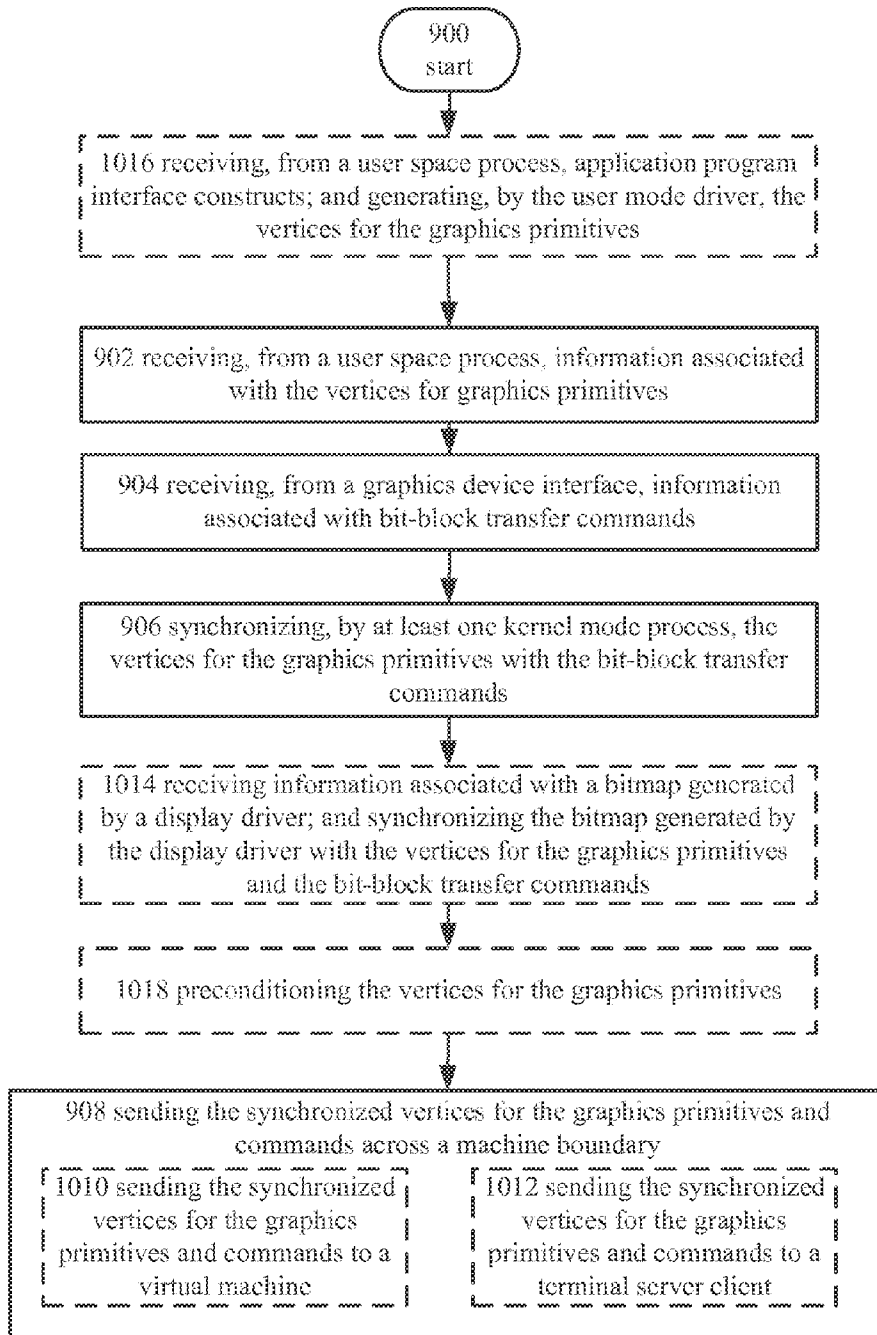 900
start
1016 receiving, from a user space process, application program
interface constructs; and generating, by the user mode driver, the
vertices for the graphics primitives
902 receiving, from a user space process, information associated
with the vertices for graphics primitives
904 receiving, from a graphics device interface, information
associated with bit-block transfer commands
906 synchronizing, by at least one kernel mode process, the
vertices for the graphics primitives with the bit-block transfer
commands
1014 receiving information associated with a bitmap generated
by a display driver; and synchronizing the bitmap generated by
the display driver with the vertices for the graphics primitives
and the bit-block transfer commands
1018 preconditioning the vertices for the graphics primitives
908 sending the synchronized vertices for the graphics primitives and
commands across a machine boundary
1010 sending the synchronized
vertices for the graphics
primitives and commands to a
virtual machine
1012 sending the synchronized
vertices for the graphics
primitives and commands to a
terminal server client